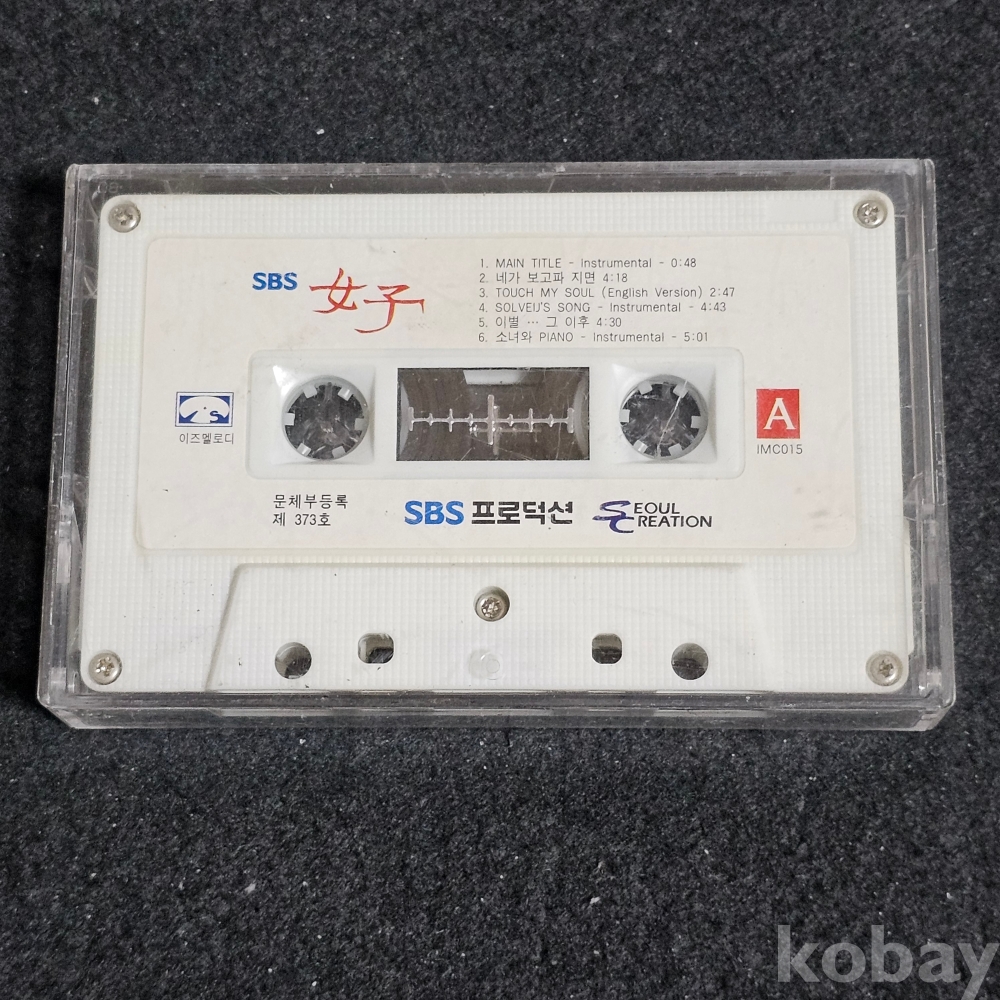 SBS 女子
1. MAIN TITLE - Instrumental - 0:48
2. 네가 보고파 지면 4:18
3. TOUCH MY SOUL (English Version) 2:47
4. SOLVEIJ'S SONG - Instrumental - 4:43
5. 이별 … 그 이후 4:30
6. 소녀와 PIANO - Instrumental - 5:01
is
이즈멜로디
A
IMC015
문체부등록
제 373호
SBS 프로덕션
SEOUL
CREATION
kobay